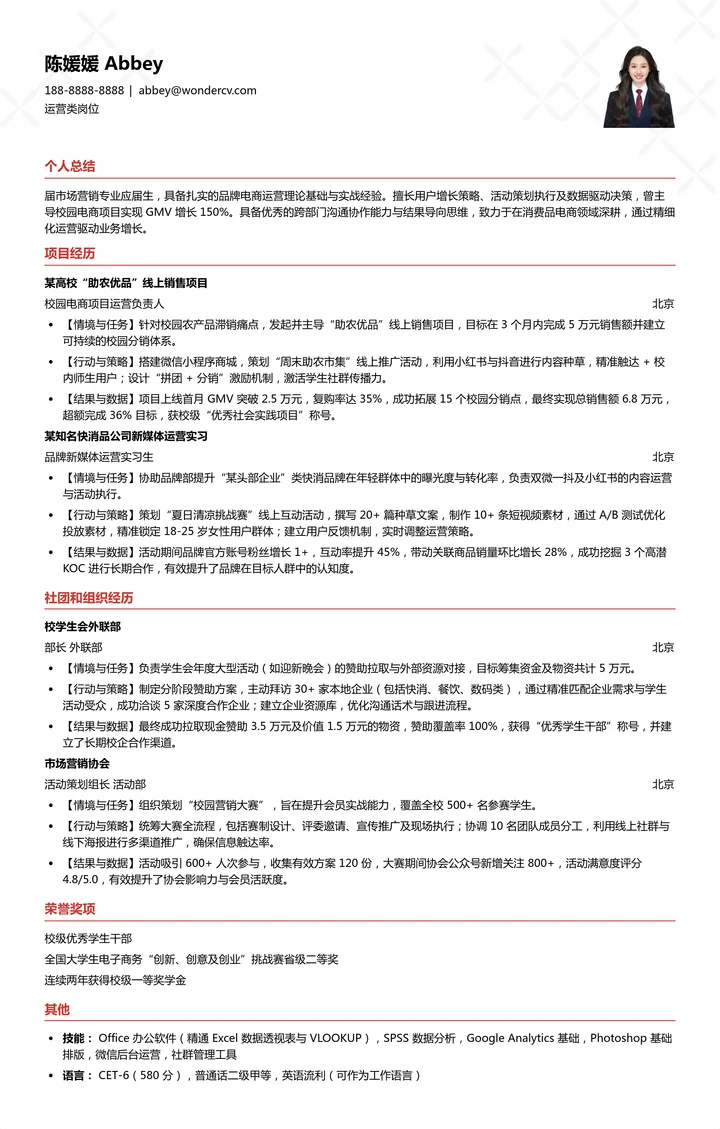 陈媛媛 Abbey
188-8888-8888 | abbey@wondercv.com
运营类岗位
个人总结
届市场营销专业应届生，具备扎实的品牌电商运营理论基础与实战经验。擅长用户增长策略、活动策划执行及数据驱动决策，曾主
导校园电商项目实现 GMV 增长 150%。具备优秀的跨部门沟通协作能力与结果导向思维，致力于在消费品电商领域深耕，通过精细
化运营驱动业务增长。
项目经历
某高校“助农优品”线上销售项目
校园电商项目运营负责人 北京
• 【情境与任务】针对校园农产品滞销痛点，发起并主导“助农优品”线上销售项目，目标在 3 个月内完成 5 万元销售额并建立
可持续的校园分销体系。
• 【行动与策略】搭建微信小程序商城，策划“周末助农市集”线上推广活动，利用小红书与抖音进行内容种草，精准触达 + 校
内师生用户；设计“拼团 + 分销”激励机制，激活学生社群传播力。
• 【结果与数据】项目上线首月 GMV 突破 2.5 万元，复购率达 35%，成功拓展 15 个校园分销点，最终实现总销售额 6.8 万元，
超额完成 36% 目标，获校级“优秀社会实践项目”称号。
某知名快消品公司新媒体运营实习
品牌新媒体运营实习生 北京
• 【情境与任务】协助品牌部提升“某头部企业”类快消品牌在年轻群体中的曝光度与转化率，负责双微一抖及小红书的内容运营
与活动执行。
• 【行动与策略】策划“夏日清凉挑战赛”线上互动活动，撰写 20+ 篇种草文案，制作 10+ 条短视频素材，通过 A/B 测试优化
投放素材，精准锁定 18-25 岁女性用户群体；建立用户反馈机制，实时调整运营策略。
• 【结果与数据】活动期间品牌官方账号粉丝增长 1+，互动率提升 45%，带动关联商品销量环比增长 28%，成功挖掘 3 个高潜
KOC 进行长期合作，有效提升了品牌在目标人群中的认知度。
社团和组织经历
校学生会外联部
部长 外联部 北京
• 【情境与任务】负责学生会年度大型活动（如迎新晚会）的赞助拉取与外部资源对接，目标筹集资金及物资共计 5 万元。
• 【行动与策略】制定分阶段赞助方案，主动拜访 30+ 家本地企业（包括快消、餐饮、数码类），通过精准匹配企业需求与学生
活动受众，成功洽谈 5 家深度合作企业；建立企业资源库，优化沟通话术与跟进流程。
• 【结果与数据】最终成功拉取现金赞助 3.5 万元及价值 1.5 万元的物资，赞助覆盖率 100%，获得“优秀学生干部”称号，并建
立了长期校企合作渠道。
市场营销协会
活动策划组长 活动部 北京
• 【情境与任务】组织策划“校园营销大赛”，旨在提升会员实战能力，覆盖全校 500+ 名参赛学生。
• 【行动与策略】统筹大赛全流程，包括赛制设计、评委邀请、宣传推广及现场执行；协调 10 名团队成员分工，利用线上社群与
线下海报进行多渠道推广，确保信息触达率。
• 【结果与数据】活动吸引 600+ 人次参与，收集有效方案 120 份，大赛期间协会公众号新增关注 800+，活动满意度评分
4.8/5.0，有效提升了协会影响力与会员活跃度。
荣誉奖项
校级优秀学生干部
全国大学生电子商务“创新、创意及创业”挑战赛省级二等奖
连续两年获得校级一等奖学金
其他
• 技能： Office 办公软件（精通 Excel 数据透视表与 VLOOKUP），SPSS 数据分析，Google Analytics 基础，Photoshop 基础
排版，微信后台运营，社群管理工具
• 语言： CET-6（580 分），普通话二级甲等，英语流利（可作为工作语言）